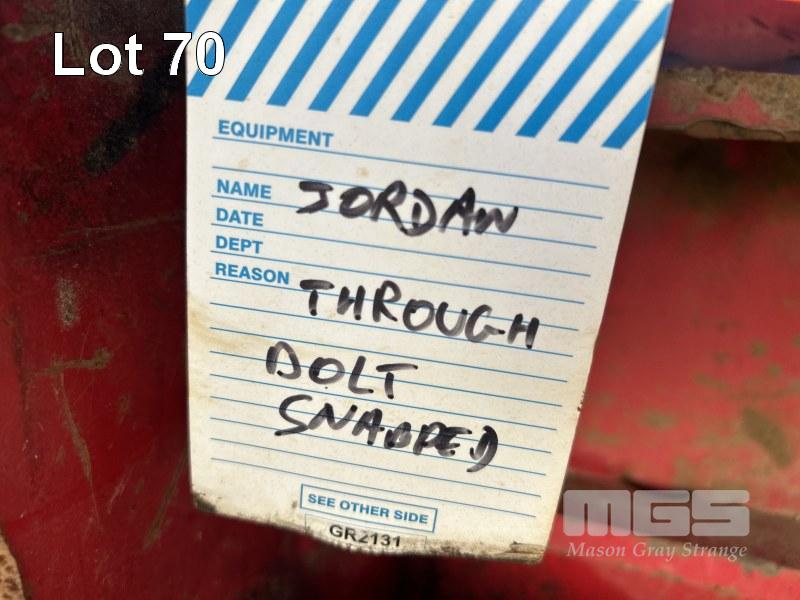 Lot 70
EQUIPMENT
NAME JORDAN
DATE
DEPT
REASON THROUGH
BOLT
SNAPPED
SEE OTHER SIDE
GR2131
MGS
Mason Gray Strange